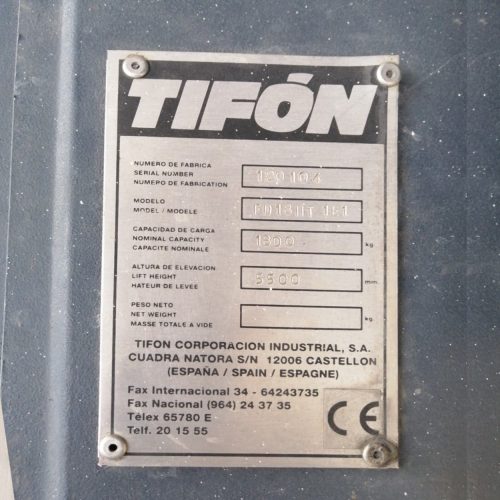 TIFÓN
NUMERO DE FABRICA
SERIAL NUMBER
NUMEPO DE FABRICATION
MODELO
MODEL / MODELE
CAPACIDAD DE CARGA
NOMINAL CAPACITY
CAPACITE NOMINALE
1800
kg
ALTURA DE ELEVACION
LIFT HEIGHT
HATEUR DE LEVÉE
5500
mm
PESO NETO
NET WEIGHT
MASSE TOTALE A VIDE
kg.
TIFON CORPORACION INDUSTRIAL, S.A.
CUADRA NATORA S/N 12006 CASTELLON
(ESPAÑA / SPAIN / ESPAGNE)
Fax Internacional 34 - 64243735
Fax Nacional (964) 24 37 35
Télex 65780 E
Telf. 20 15 55
CE